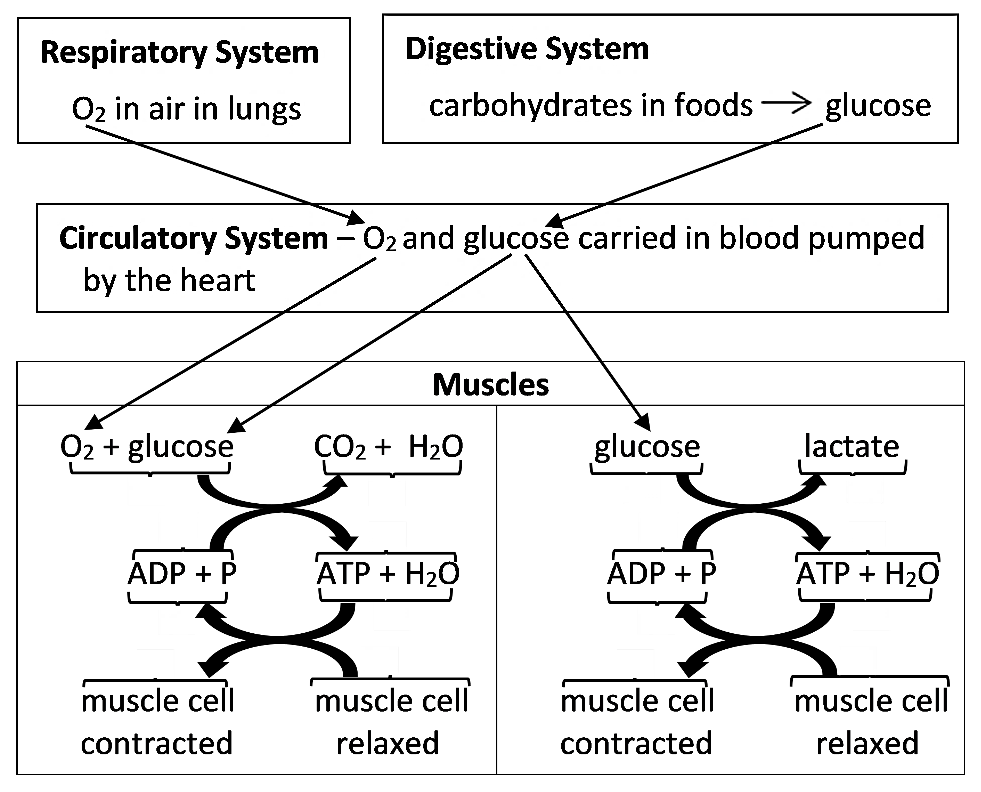 Respiratory System
O₂ in air in lungs
Digestive System
carbohydrates in foods → glucose
Circulatory System – O₂ and glucose carried in blood pumped
by the heart
Muscles
O₂ + glucose
CO₂ + H₂O
ADP + P
ATP + H₂O
muscle cell
contracted
muscle cell
relaxed
glucose
lactate
ADP + P
ATP + H₂O
muscle cell
contracted
muscle cell
relaxed